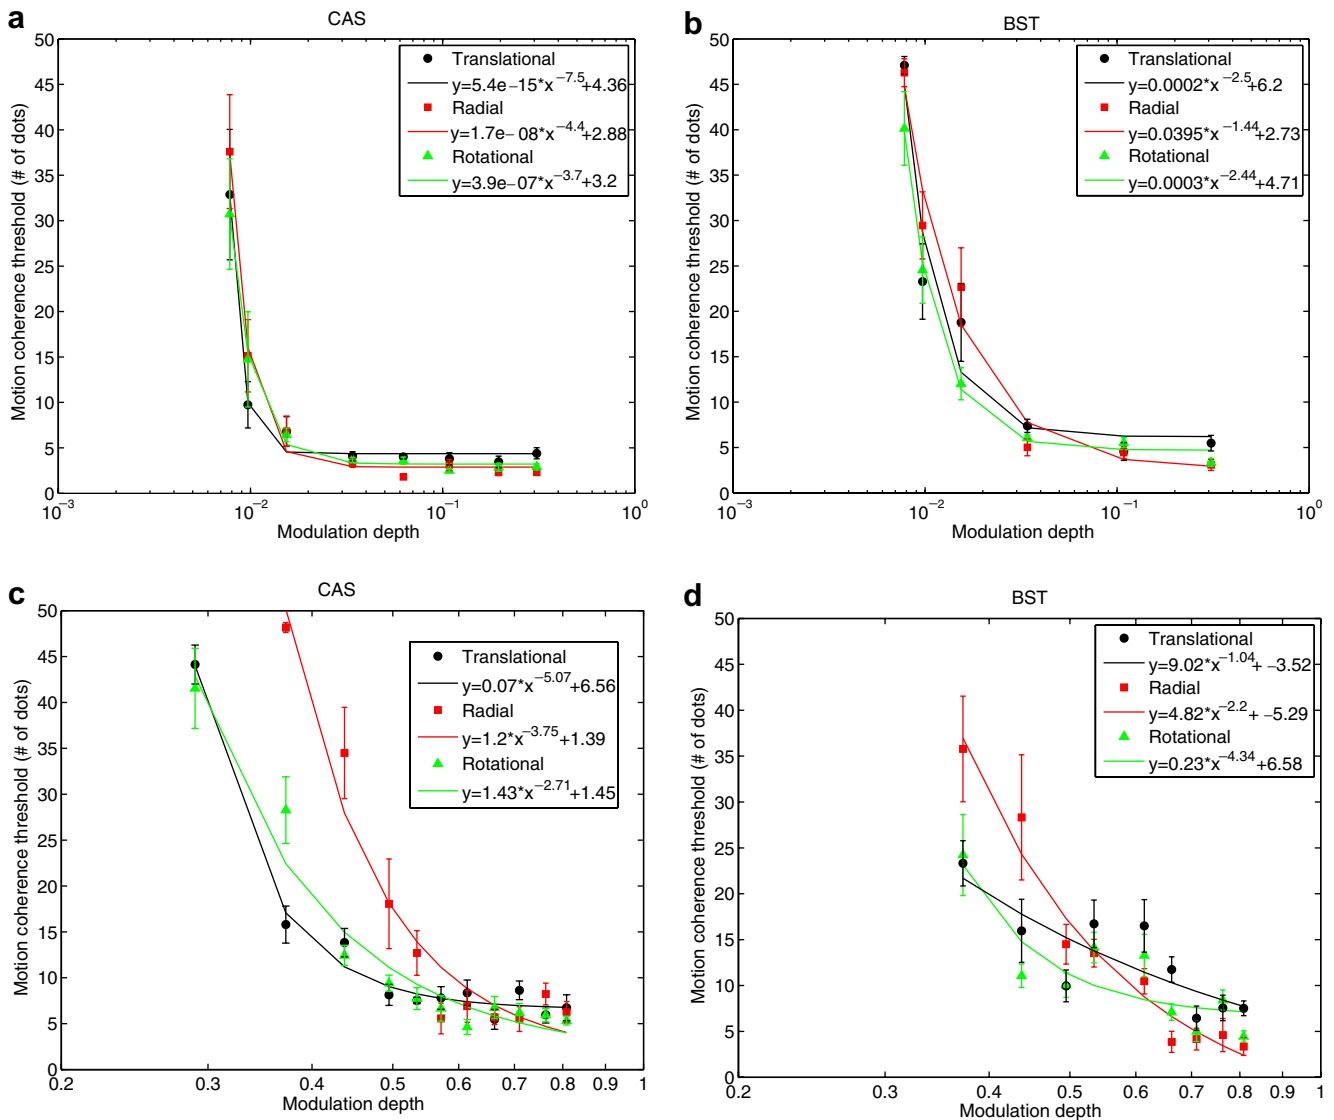 a
CAS
50
45
40
35
30
25
20
15
10
5
0
Motion coherence threshold (# of dots)
10^−3
10^−2
10^−1
10^0
Modulation depth
Translational
y=5.4e−15*x^−7.5+4.36
Radial
y=1.7e−08*x^−4.4+2.88
Rotational
y=3.9e−07*x^−3.7+3.2
b
BST
50
45
40
35
30
25
20
15
10
5
0
Motion coherence threshold (# of dots)
10^−3
10^−2
10^−1
10^0
Modulation depth
Translational
y=0.0002*x^−2.5+6.2
Radial
y=0.0395*x^−1.44+2.73
Rotational
y=0.0003*x^−2.44+4.71
c
CAS
50
45
40
35
30
25
20
15
10
5
0
Motion coherence threshold (# of dots)
0.2
0.3
0.4
0.5
0.6
0.7
0.8
0.9
1
Modulation depth
Translational
y=0.07*x^−5.07+6.56
Radial
y=1.2*x^−3.75+1.39
Rotational
y=1.43*x^−2.71+1.45
d
BST
50
45
40
35
30
25
20
15
10
5
0
Motion coherence threshold (# of dots)
0.2
0.3
0.4
0.5
0.6
0.7
0.8
0.9
1
Modulation depth
Translational
y=9.02*x^−1.04+ −3.52
Radial
y=4.82*x^−2.2+ −5.29
Rotational
y=0.23*x^−4.34+6.58